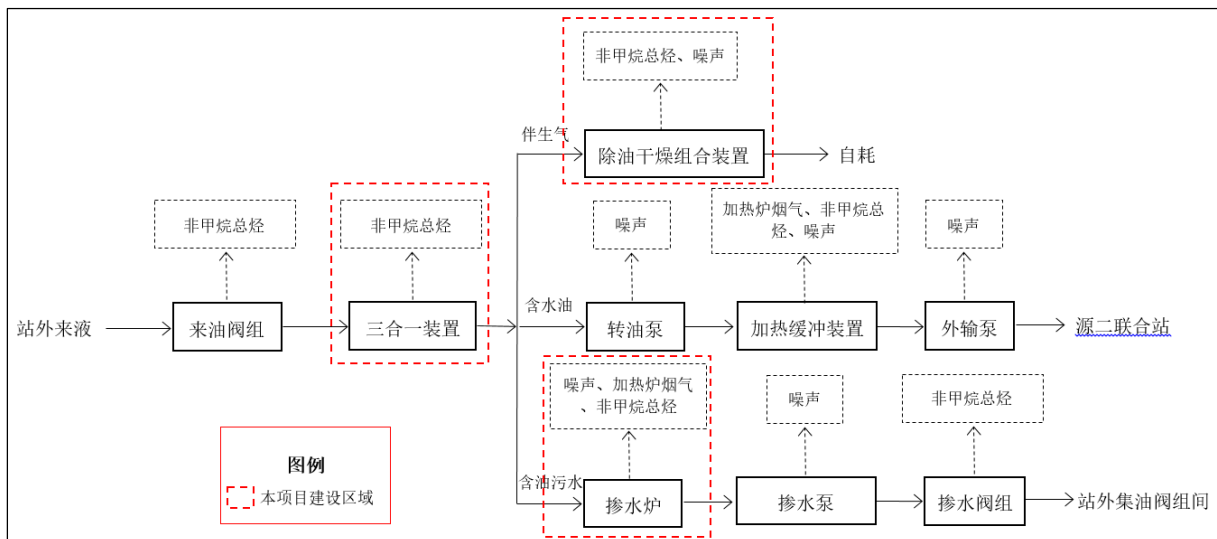 非甲烷总烃、噪声
伴生气
除油干燥组合装置
自耗
非甲烷总烃
非甲烷总烃
噪声
加热炉烟气、非甲烷总
烃、噪声
噪声
站外来液
来油阀组
三合一装置
含水油
转油泵
加热缓冲装置
外输泵
源二联合站
噪声、加热炉烟气
、非甲烷总烃
噪声
非甲烷总烃
图例
本项目建设区域
含油污水
掺水炉
掺水泵
掺水阀组
站外集油阀组间